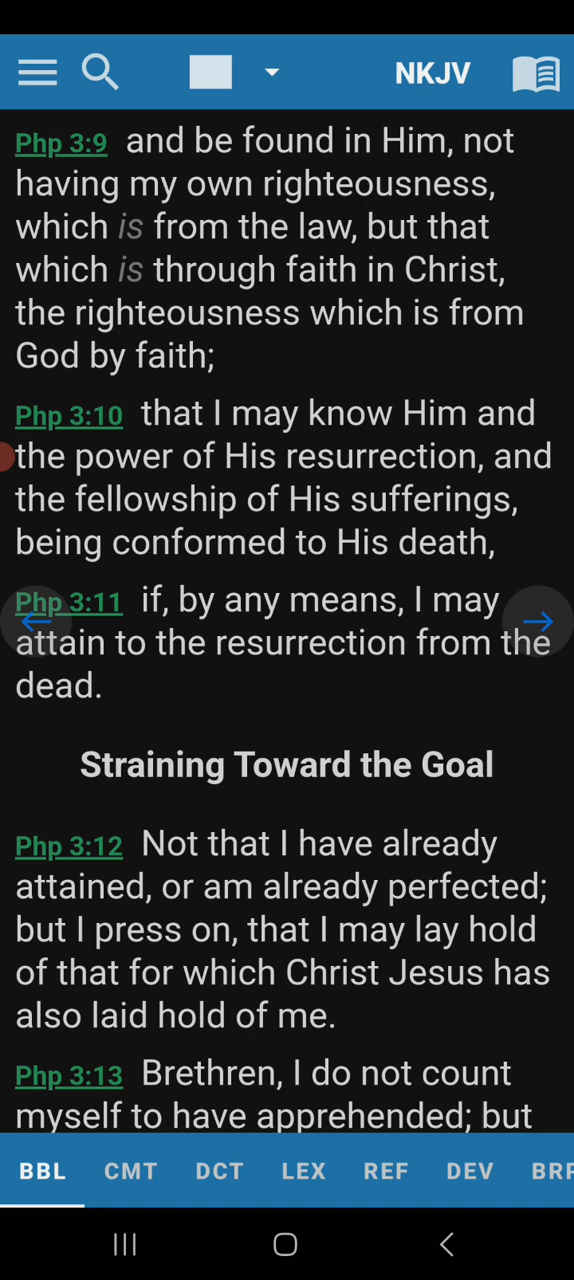 NKJV
Php 3:9 and be found in Him, not
having my own righteousness,
which is from the law, but that
which is through faith in Christ,
the righteousness which is from
God by faith;
Php 3:10 that I may know Him and
the power of His resurrection, and
the fellowship of His sufferings,
being conformed to His death,
Php 3:11 if, by any means, I may
attain to the resurrection from the
dead.
Straining Toward the Goal
Php 3:12 Not that I have already
attained, or am already perfected;
but I press on, that I may lay hold
of that for which Christ Jesus has
also laid hold of me.
Php 3:13 Brethren, I do not count
myself to have apprehended; but
BBL CMT DCT LEX REF DEV BRP